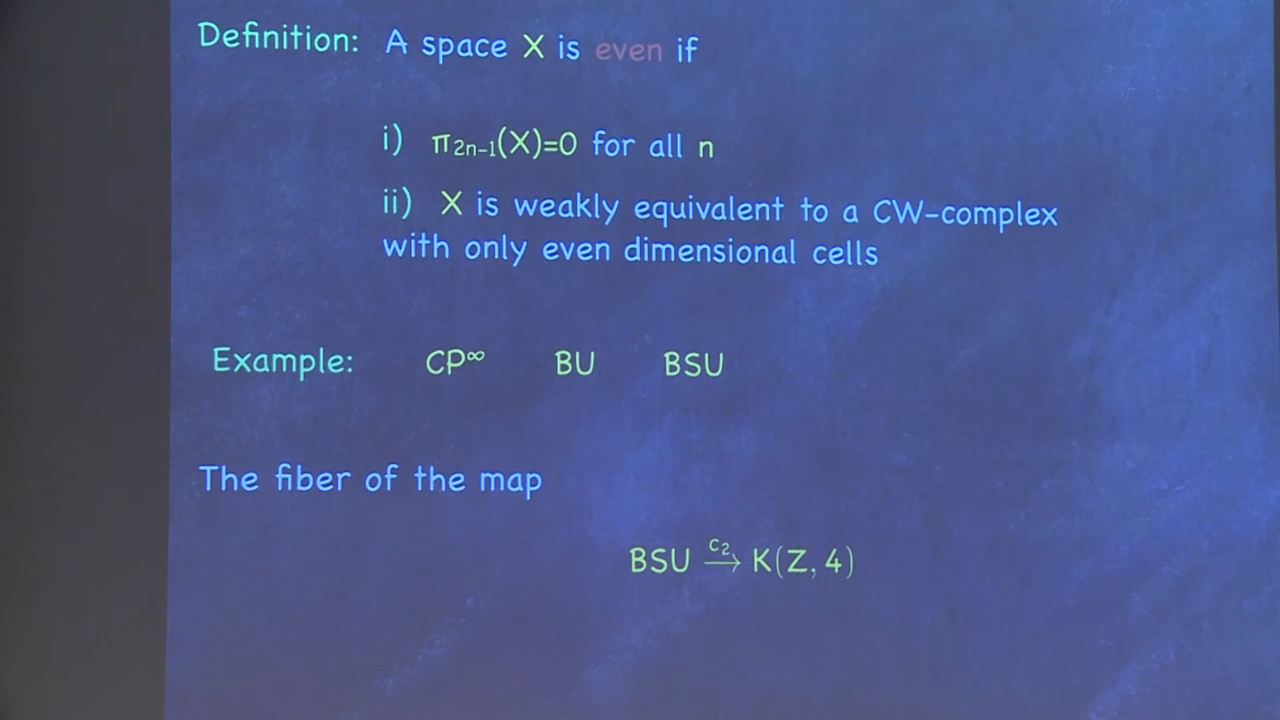 Definition: A space X is even if
i) π2n-1(X)=0 for all n
ii) X is weakly equivalent to a CW-complex
with only even dimensional cells
Example: CP∞ BU BSU
The fiber of the map
BSU c2→ K(Z, 4)